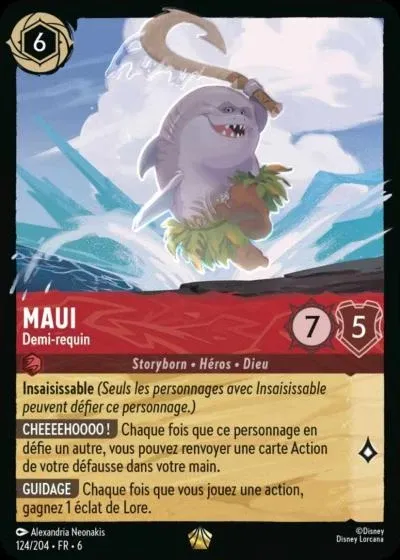 6
MAUI
Demi-requin
7
5
Storyborn • Héros • Dieu
Insaisissable (Seuls les personnages avec Insaisissable
peuvent défier ce personnage.)
CHEEEEHOOOO ! Chaque fois que ce personnage en
défie un autre, vous pouvez renvoyer une carte Action
de votre défausse dans votre main.
GUIDAGE Chaque fois que vous jouez une action,
gagnez 1 éclat de Lore.
Alexandria Neonakis
124/204 • FR • 6
©Disney
Disney Lorcana